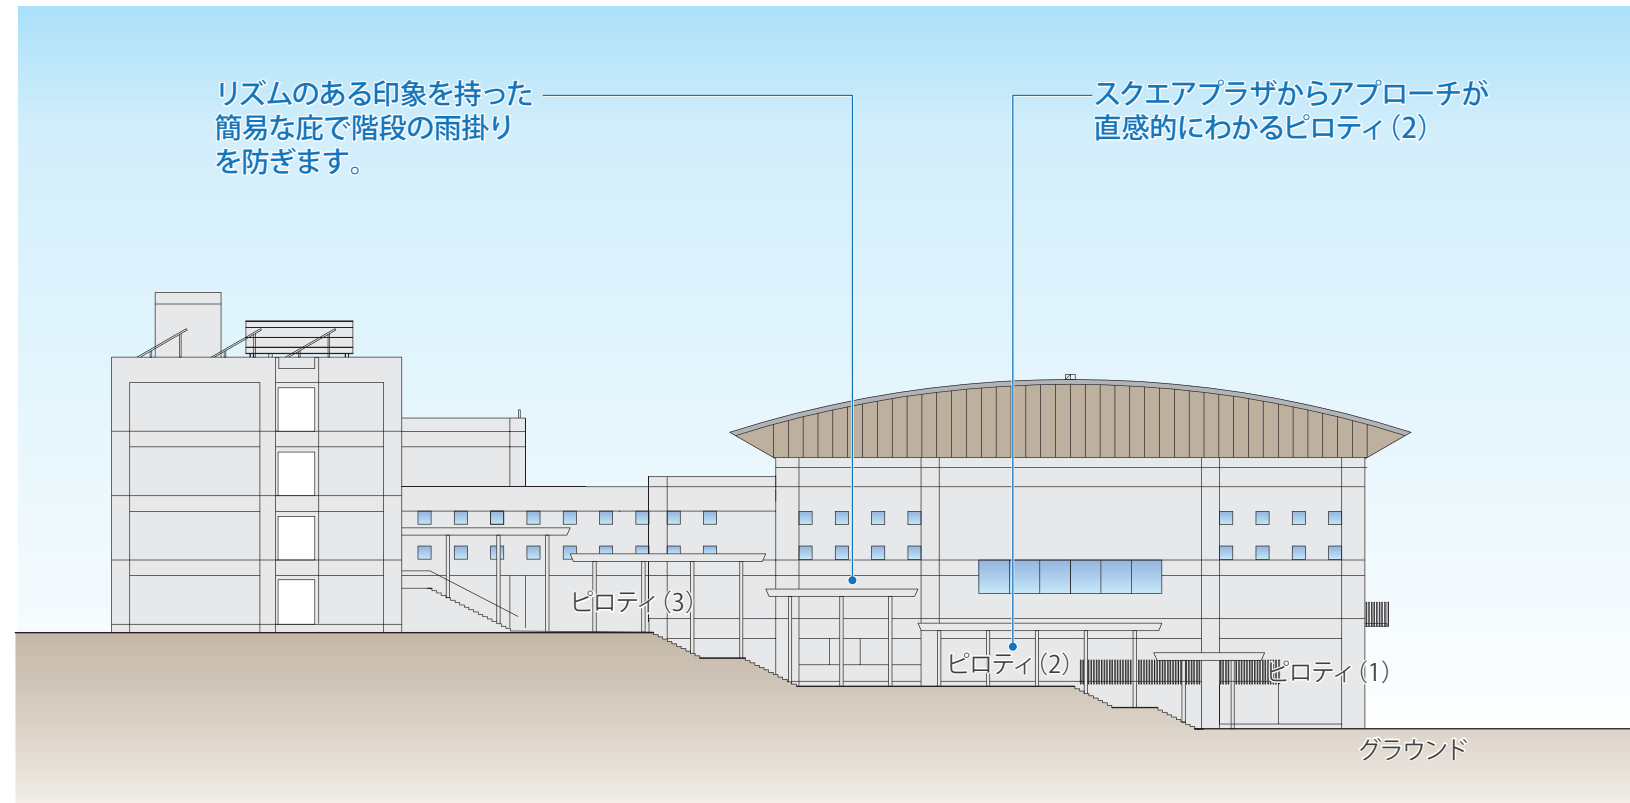 リズムのある印象を持った
簡易な庇で階段の雨掛り
を防ぎます。
スクエアプラザからアプローチが
直感的にわかるピロティ（2）
ピロティ（3）
ピロティ（2）
ピロティ（1）
グラウンド